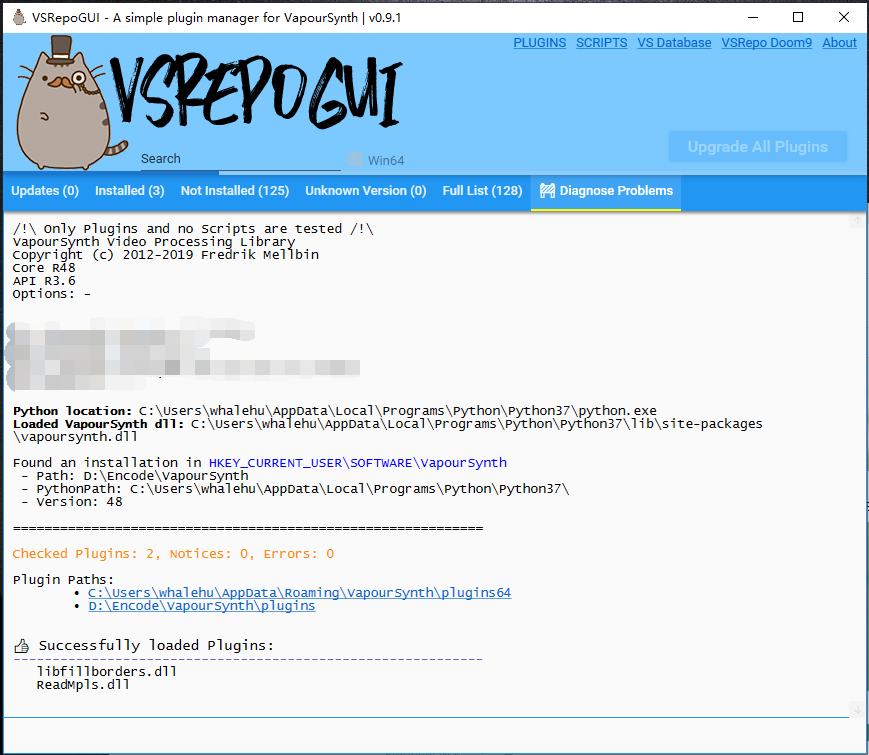 VSRepoGUI - A simple plugin manager for VapourSynth | v0.9.1
PLUGINS SCRIPTS VS Database VSRepo Doom9 About
VSREPOGUI
Search
Win64
Upgrade All Plugins
Updates (0) Installed (3) Not Installed (125) Unknown Version (0) Full List (128) Diagnose Problems
/!\ Only Plugins and no Scripts are tested /!\
VapourSynth Video Processing Library
Copyright (c) 2012-2019 Fredrik Mellbin
Core R48
API R3.6
Options: -
Python location: C:\Users\whalehu\AppData\Local\Programs\Python\Python37\python.exe
Loaded VapourSynth dll: C:\Users\whalehu\AppData\Local\Programs\Python\Python37\lib\site-packages
\vapoursynth.dll
Found an installation in HKEY_CURRENT_USER\SOFTWARE\VapourSynth
- Path: D:\Encode\VapourSynth
- PythonPath: C:\Users\whalehu\AppData\Local\Programs\Python\Python37\
- Version: 48
============================================================
Checked Plugins: 2, Notices: 0, Errors: 0
Plugin Paths:
• C:\Users\whalehu\AppData\Roaming\VapourSynth\plugins64
• D:\Encode\VapourSynth\plugins
Successfully loaded Plugins:
------------------------------------------------------------
libfillborders.dll
ReadMpls.dll